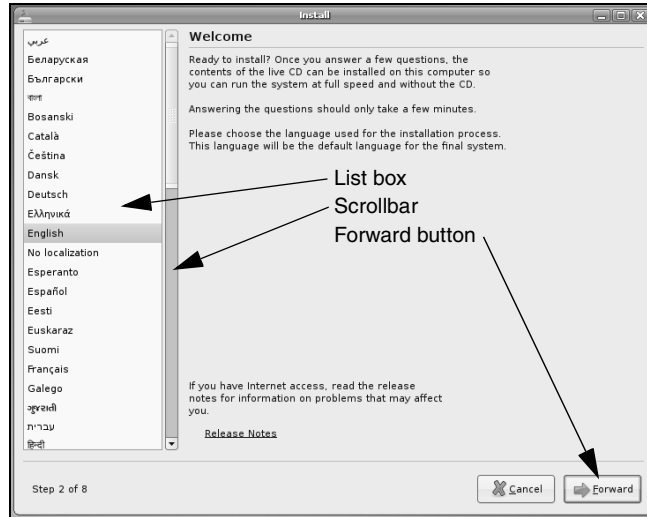 Install
عربي
Беларуская
Български
বাংলা
Bosanski
Català
Čeština
Dansk
Deutsch
Ελληνικά
English
No localization
Esperanto
Español
Eesti
Euskaraz
Suomi
Français
Galego
ગુજરાતી
עברית
हिन्दी
Welcome
Ready to install? Once you answer a few questions, the
contents of the live CD can be installed on this computer so
you can run the system at full speed and without the CD.
Answering the questions should only take a few minutes.
Please choose the language used for the installation process.
This language will be the default language for the final system.
List box
Scrollbar
Forward button
If you have Internet access, read the release
notes for information on problems that may affect
you.
Release Notes
Step 2 of 8
Cancel
Forward